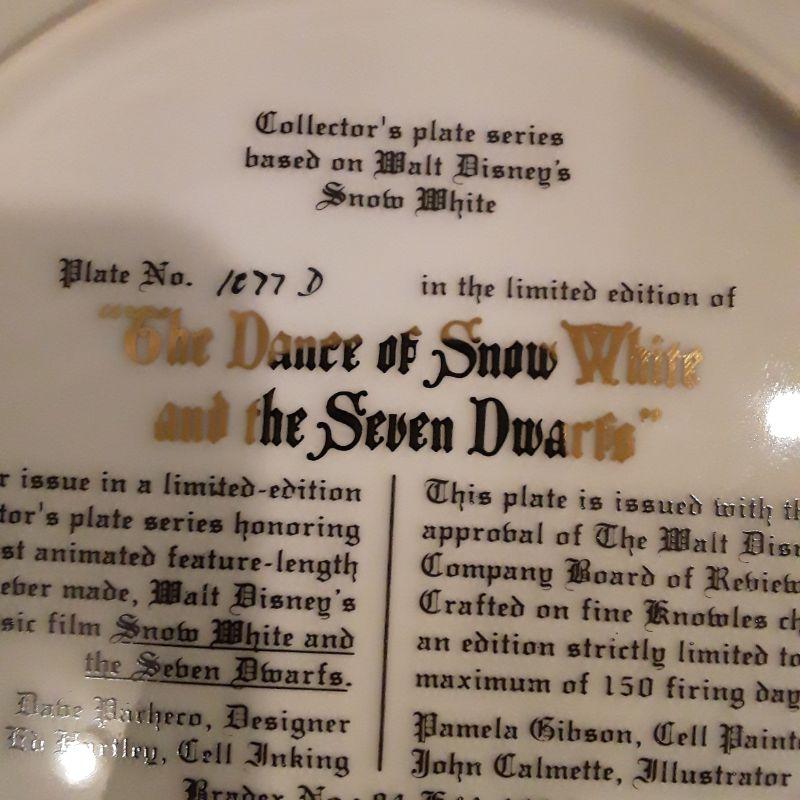 Collector's plate series
based on Walt Disney's
Snow White
Plate No. 1077 D in the limited edition of
"The Dance of Snow White
and the Seven Dwarfs"
r issue in a limited-edition
tor's plate series honoring
st animated feature-length
ever made, Walt Disney's
sic film Snow White and
the Seven Dwarfs.
Dave Pacheco, Designer
Cell Inking
This plate is issued with th
approval of The Walt Disn
Company Board of Review
Crafted on fine Knowles ch
an edition strictly limited to
maximum of 150 firing day
Pamela Gibson, Cell Paint
John Calmette, Illustrator